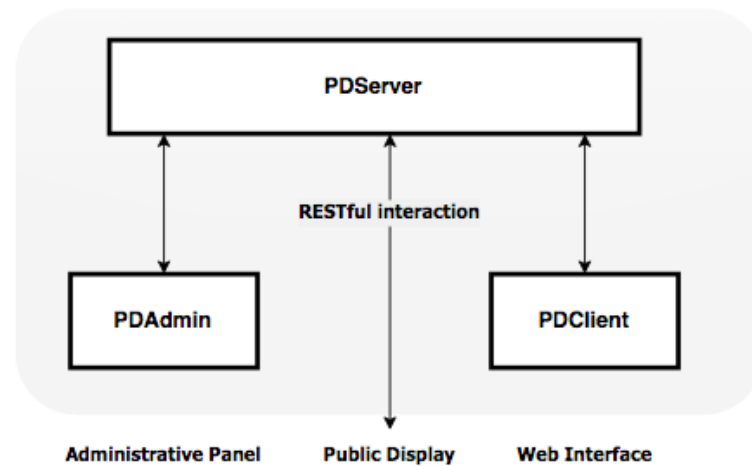 PDServer
RESTful interaction
PDAdmin
PDClient
Administrative Panel
Public Display
Web Interface